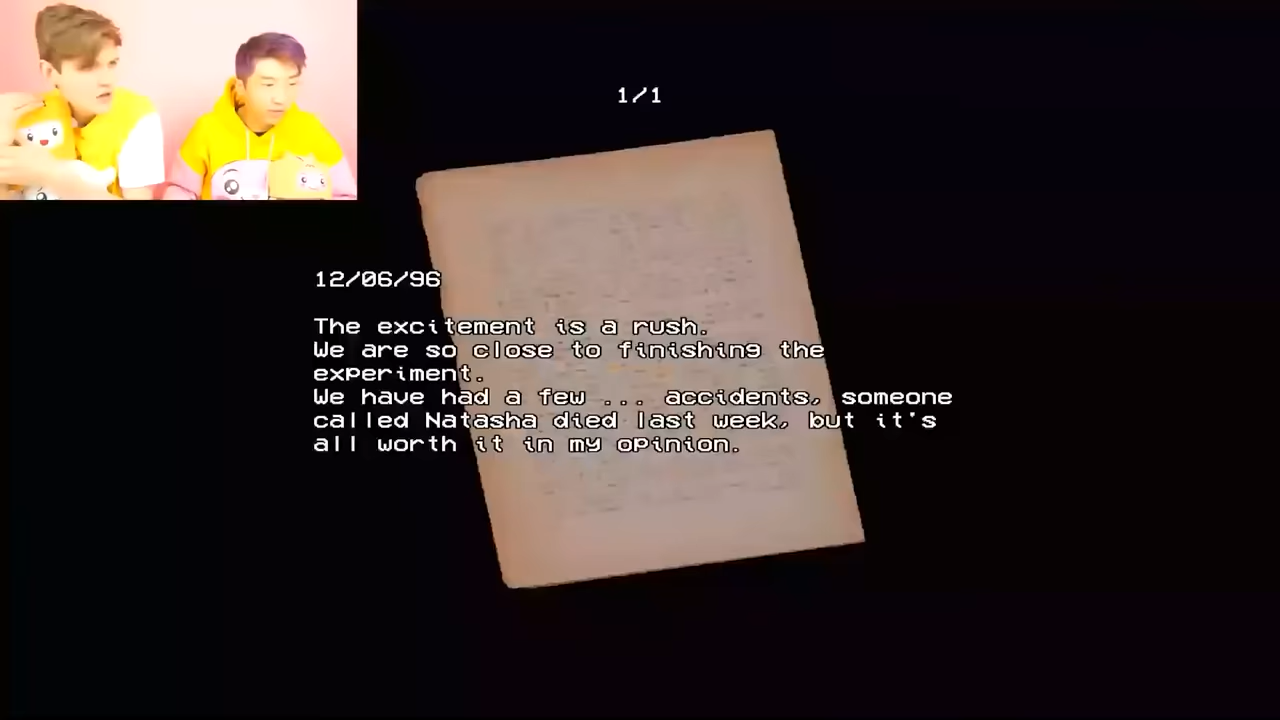 1/1
12/06/96
The excitement is a rush.
We are so close to finishing the
experiment.
We have had a few ... accidents, someone
called Natasha died last week, but it's
all worth it in my opinion.